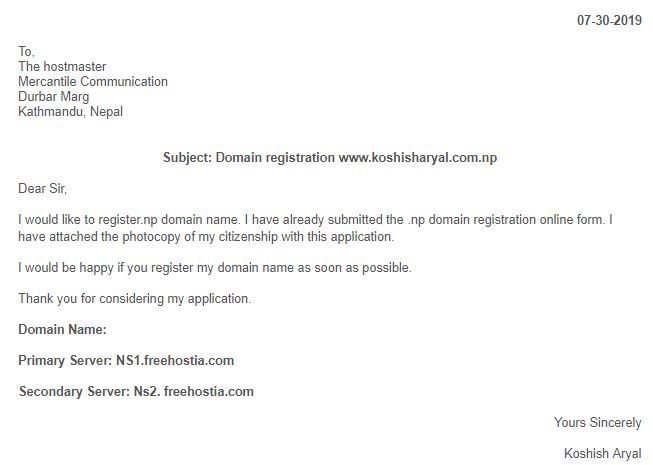 07-30-2019
To,
The hostmaster
Mercantile Communication
Durbar Marg
Kathmandu, Nepal
Subject: Domain registration www.koshisharyal.com.np
Dear Sir,
I would like to register.np domain name. I have already submitted the .np domain registration online form. I
have attached the photocopy of my citizenship with this application.
I would be happy if you register my domain name as soon as possible.
Thank you for considering my application.
Domain Name:
Primary Server: NS1.freehostia.com
Secondary Server: Ns2. freehostia.com
Yours Sincerely
Koshish Aryal